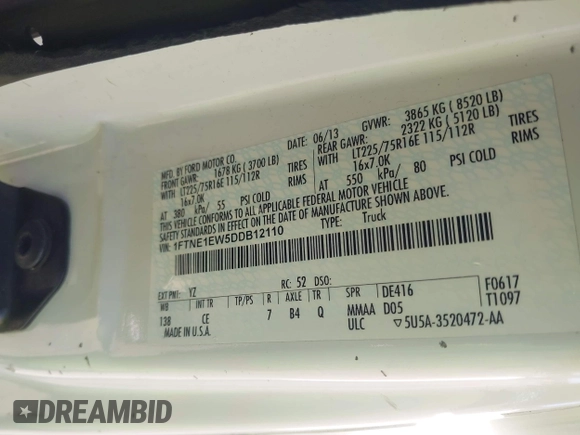 MFD. BY FORD MOTOR CO.
DATE: 06/13 GVWR: 3865 KG ( 8520 LB)
FRONT GAWR: 1678 KG ( 3700 LB) REAR GAWR: 2322 KG ( 5120 LB)
WITH LT225/75R16E 115/112R TIRES WITH LT225/75R16E 115/112R
16x7.0K RIMS 16x7.0K RIMS
AT 380 kPa/ 55 PSI COLD AT 550 kPa/ 80 PSI COLD
THIS VEHICLE CONFORMS TO ALL APPLICABLE FEDERAL MOTOR VEHICLE
SAFETY AND THEFT PREVENTION STANDARDS IN EFFECT ON THE DATE OF MANUFACTURE SHOWN ABOVE.
VIN: 1FTNE1EW5DDB12110 TYPE: Truck
EXT PNT: YZ RC: 52 DSO:
WB INT TR TP/PS R AXLE TR SPR DE416 F0617
138 CE 7 B4 Q MMAA D05 T1097
MADE IN U.S.A. ULC ▽5U5A-3520472-AA
DREAMBID